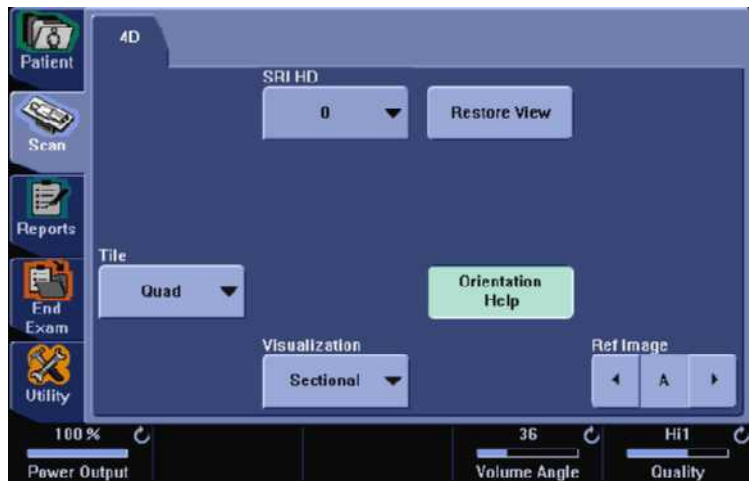 Patient
Scan
Reports
End
Exam
Utility
4D
SRI HD
0
Restore View
Tile
Quad
Orientation
Help
Visualization
Sectional
Ref Image
A
100 %
Power Output
36
Volume Angle
Hi1
Quality